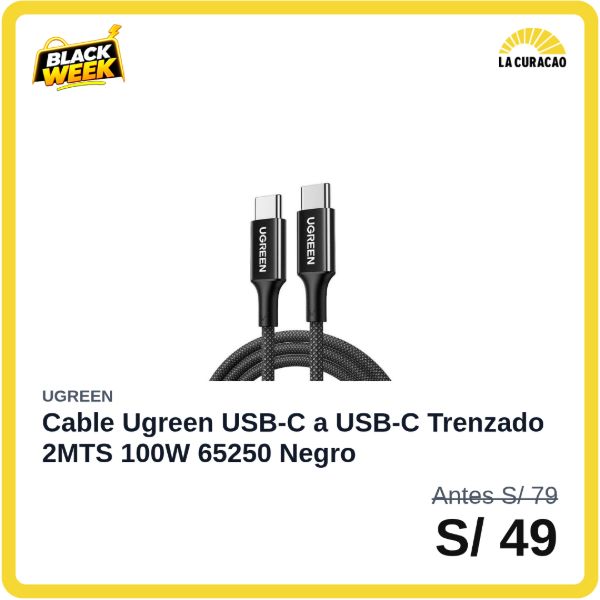 BLACK
WEEK
LA CURACAO
UGREEN
UGREEN
UGREEN
Cable Ugreen USB-C a USB-C Trenzado
2MTS 100W 65250 Negro
Antes S/ 79
S/ 49